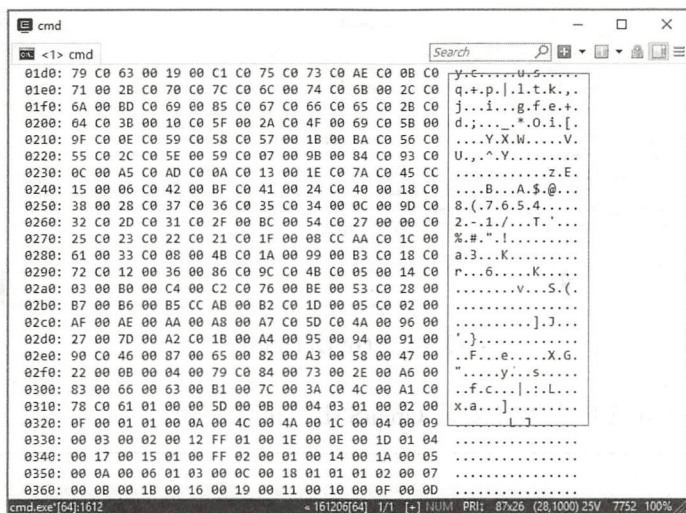 cmd
<1> cmd
Search
01d0: 79 C0 63 00 19 00 C1 C0 75 C0 73 C0 AE C0 0B C0 y.c.....u.s.....
01e0: 71 00 2B C0 70 C0 7C C0 6C 00 74 C0 6B 00 2C C0 q.+.p.|.l.t.k.,.
01f0: 6A 00 BD C0 69 00 85 C0 67 C0 66 C0 65 C0 2B C0 j...i...g.f.e.+.
0200: 64 C0 3B 00 10 C0 5F 00 2A C0 4F 00 69 C0 5B 00 d.;..._.*.O.i.[.
0210: 9F C0 0E C0 59 C0 58 C0 57 00 1B 00 BA C0 56 C0 ....Y.X.W.....V.
0220: 55 C0 2C C0 5E 00 59 C0 07 00 9B 00 84 C0 93 C0 U.,.^.Y.........
0230: 0C 00 A5 C0 AD C0 0A C0 13 00 1E C0 7A C0 45 CC ............z.E.
0240: 15 00 06 C0 42 00 BF C0 41 00 24 C0 40 00 18 C0 ....B...A.$.@...
0250: 38 00 28 C0 37 C0 36 C0 35 C0 34 00 0C 00 9D C0 8.(.7.6.5.4.....
0260: 32 C0 2D C0 31 C0 2F 00 BC 00 54 C0 27 00 00 C0 2.-.1./...T.'...
0270: 25 C0 23 C0 22 C0 21 C0 1F 00 08 CC AA C0 1C 00 %.#.".!.........
0280: 61 00 33 C0 08 00 4B C0 1A 00 99 00 B3 C0 18 C0 a.3...K.........
0290: 72 C0 12 00 36 00 86 C0 9C C0 4B C0 05 00 14 C0 r...6.....K.....
02a0: 03 00 B0 00 C4 00 C2 C0 76 00 BE 00 53 C0 28 00 ........v...S.(.
02b0: B7 00 B6 00 B5 CC AB 00 B2 C0 1D 00 05 C0 02 00 ................
02c0: AF 00 AE 00 AA 00 A8 00 A7 C0 5D C0 4A 00 96 00 ..........].J...
02d0: 27 00 7D 00 A2 C0 1B 00 A4 00 95 00 94 00 91 00 '.}.............
02e0: 90 C0 46 00 87 00 65 00 82 00 A3 00 58 00 47 00 ..F...e.....X.G.
02f0: 22 00 0B 00 04 00 79 C0 84 00 73 00 2E 00 A6 00 ".....y...s.....
0300: 83 00 66 00 63 00 B1 00 7C 00 3A C0 4C 00 A1 C0 ..f.c...|.:.L...
0310: 78 C0 61 01 00 00 5D 00 0B 00 04 03 01 00 02 00 x.a...].........
0320: 0F 00 01 01 00 0A 00 4C 00 4A 00 1C 00 04 00 09 .......L.J......
0330: 00 03 00 02 00 12 FF 01 00 1E 00 0E 00 1D 01 04 ................
0340: 00 17 00 15 01 00 FF 02 00 01 00 14 00 1A 00 05 ................
0350: 00 0A 00 06 01 03 00 0C 00 18 01 01 01 02 00 07 ................
0360: 00 0B 00 1B 00 16 00 19 00 11 00 10 00 0F 00 0D ................
cmd.exe*[64]:1612 « 161206[64] 1/1 [+] NUM PRI: 87x26 (28,1000) 25V 7752 100%